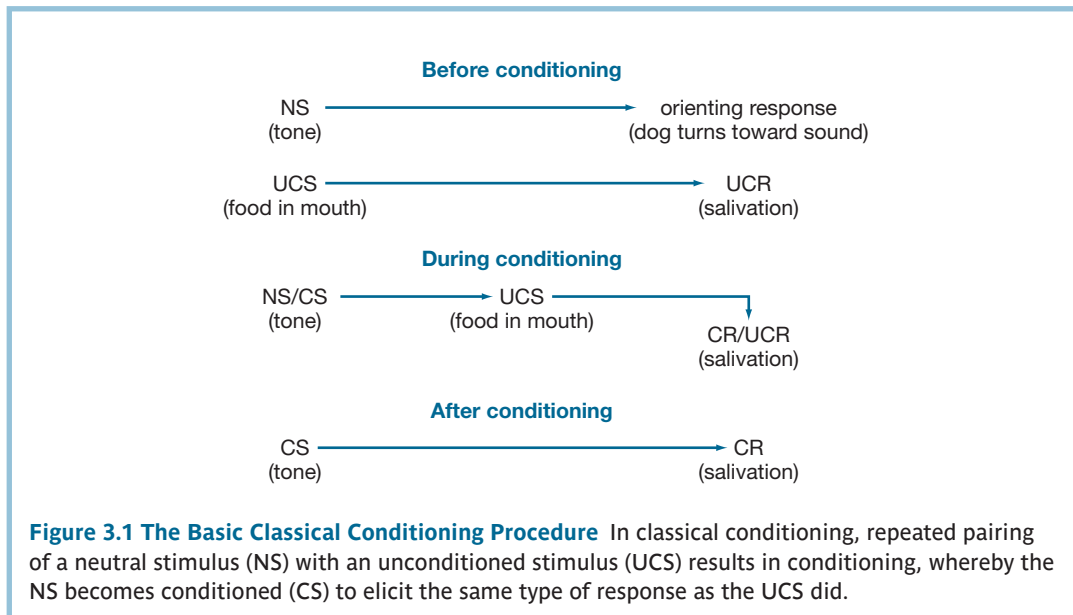 Before conditioning
NS orienting response
(tone) (dog turns toward sound)
UCS UCR
(food in mouth) (salivation)
During conditioning
NS/CS UCS
(tone) (food in mouth)
CR/UCR
(salivation)
After conditioning
CS CR
(tone) (salivation)
Figure 3.1 The Basic Classical Conditioning Procedure In classical conditioning, repeated pairing
of a neutral stimulus (NS) with an unconditioned stimulus (UCS) results in conditioning, whereby the
NS becomes conditioned (CS) to elicit the same type of response as the UCS did.